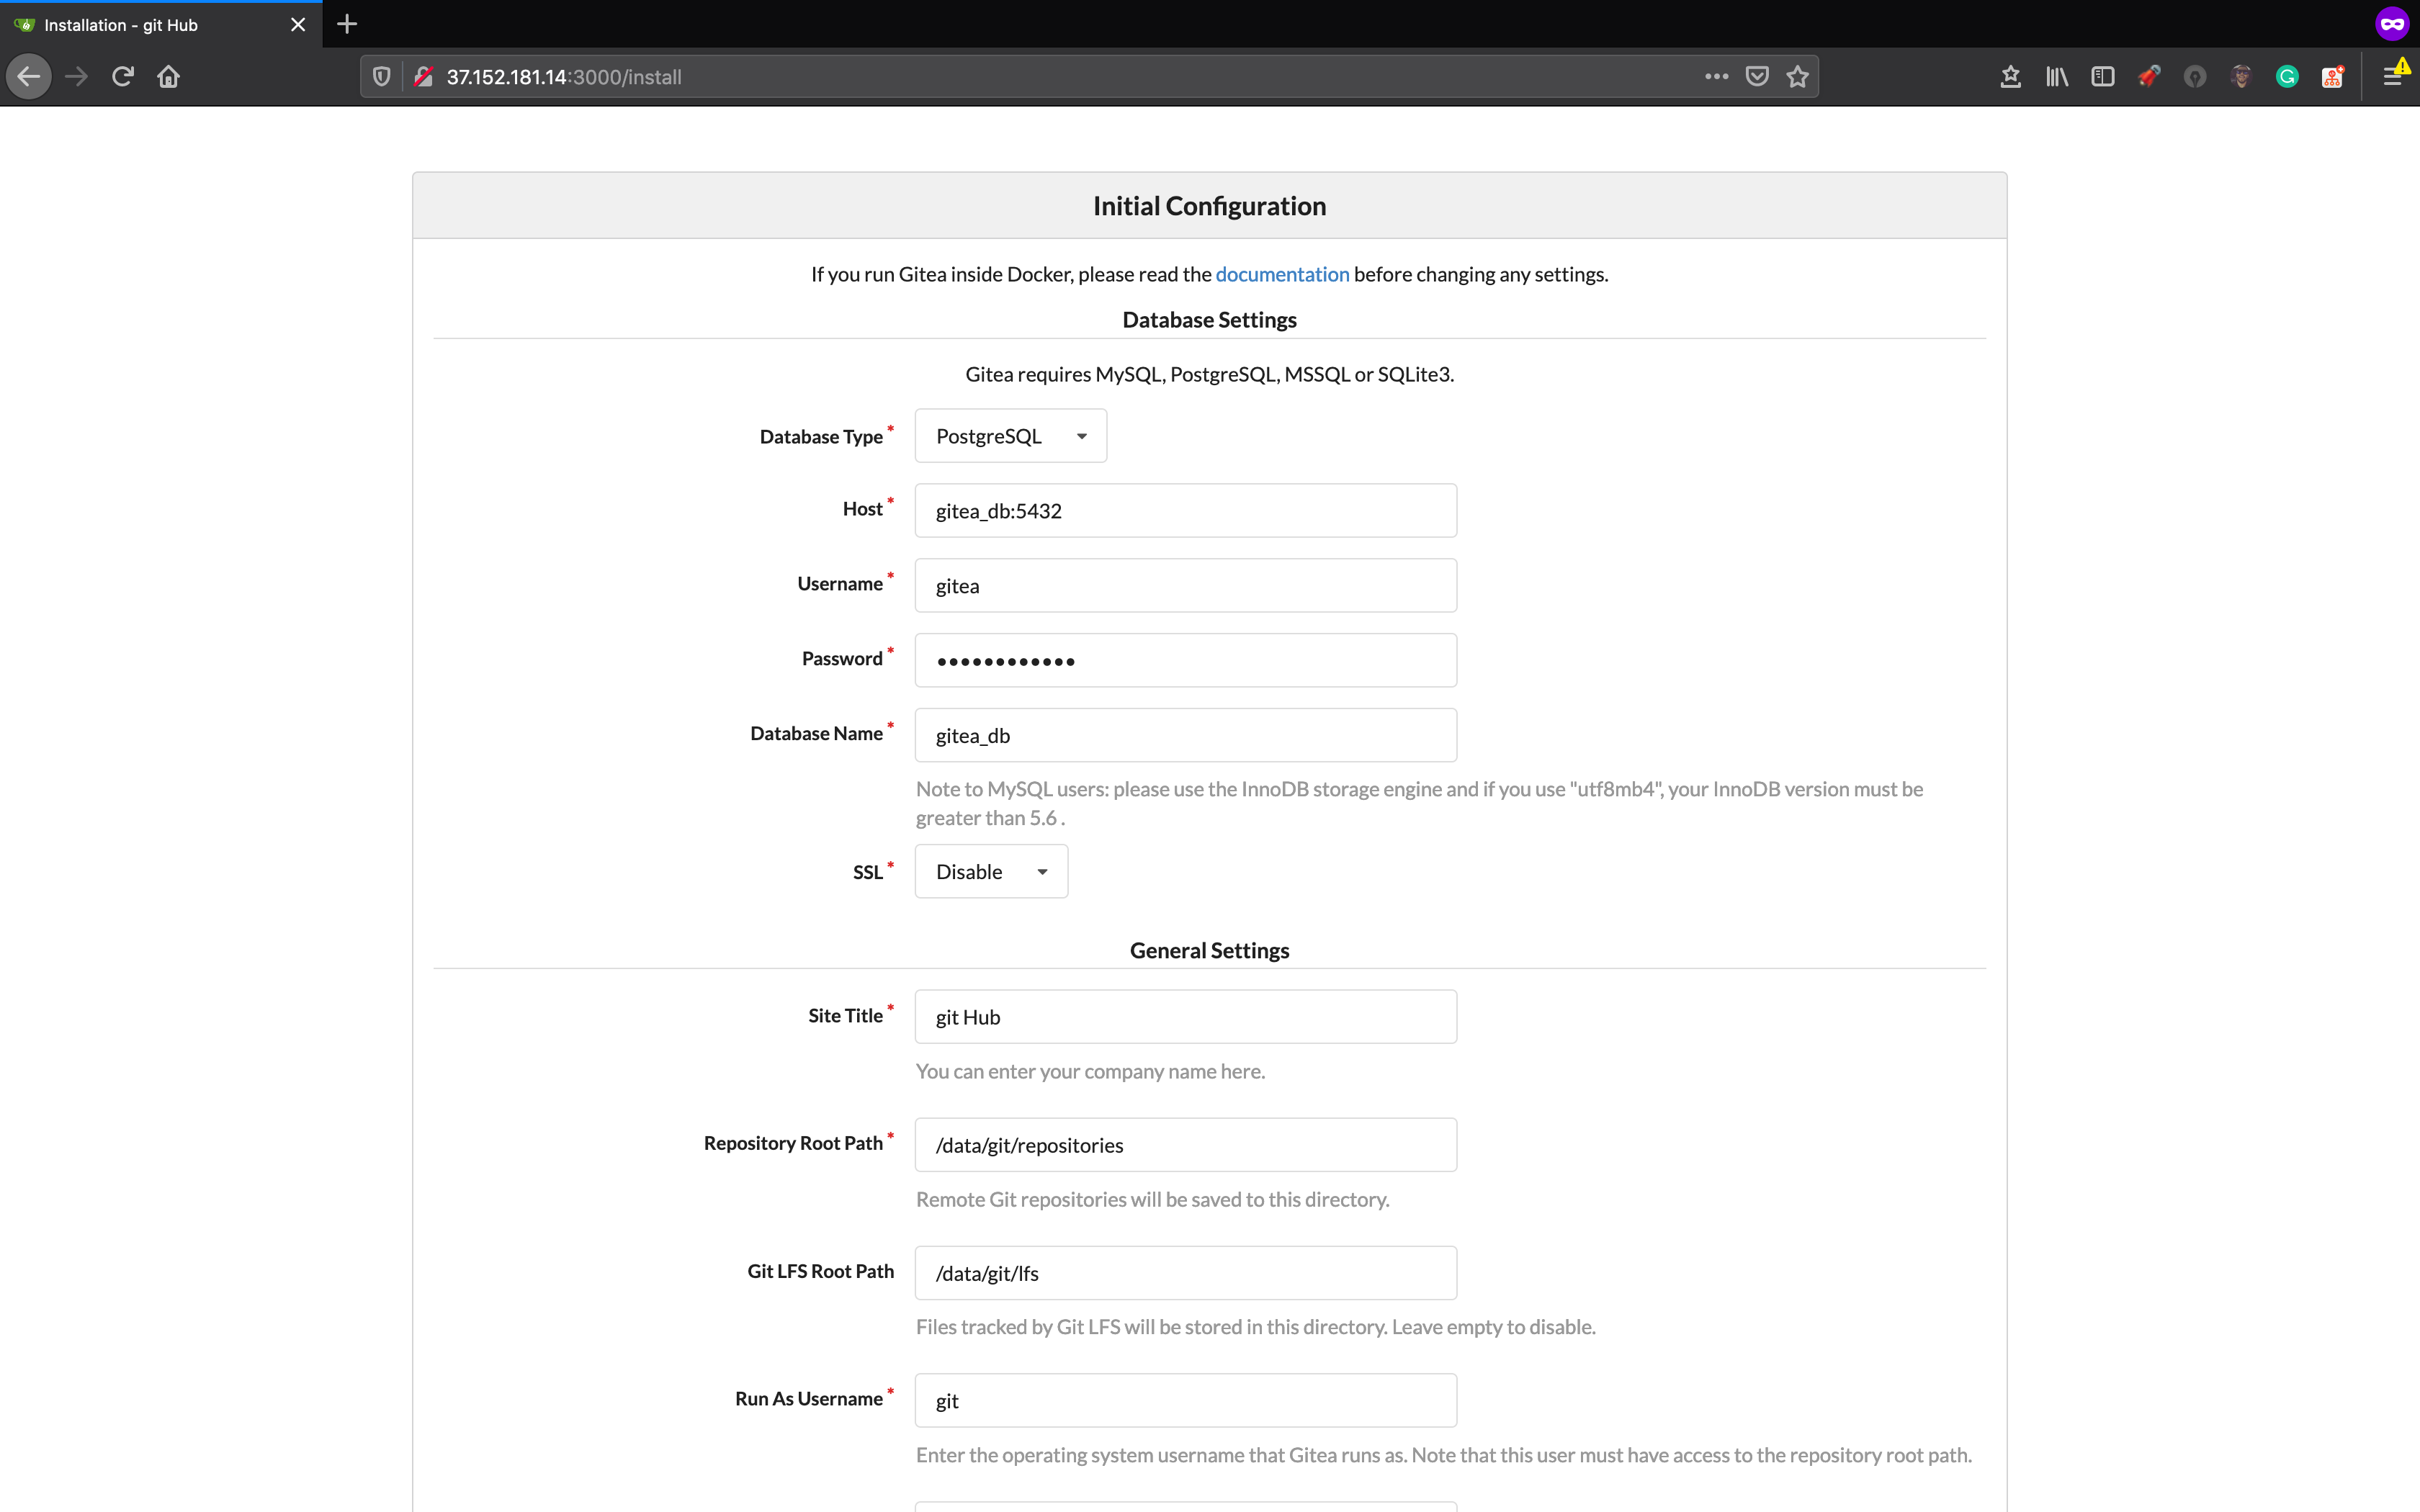 Installation - git Hub
37.152.181.14:3000/install
Initial Configuration
If you run Gitea inside Docker, please read the documentation before changing any settings.
Database Settings
Gitea requires MySQL, PostgreSQL, MSSQL or SQLite3.
Database Type *
PostgreSQL
Host *
gitea_db:5432
Username *
gitea
Password *
••••••••••••
Database Name *
gitea_db
Note to MySQL users: please use the InnoDB storage engine and if you use "utf8mb4", your InnoDB version must be
greater than 5.6 .
SSL *
Disable
General Settings
Site Title *
git Hub
You can enter your company name here.
Repository Root Path *
/data/git/repositories
Remote Git repositories will be saved to this directory.
Git LFS Root Path
/data/git/lfs
Files tracked by Git LFS will be stored in this directory. Leave empty to disable.
Run As Username *
git
Enter the operating system username that Gitea runs as. Note that this user must have access to the repository root path.